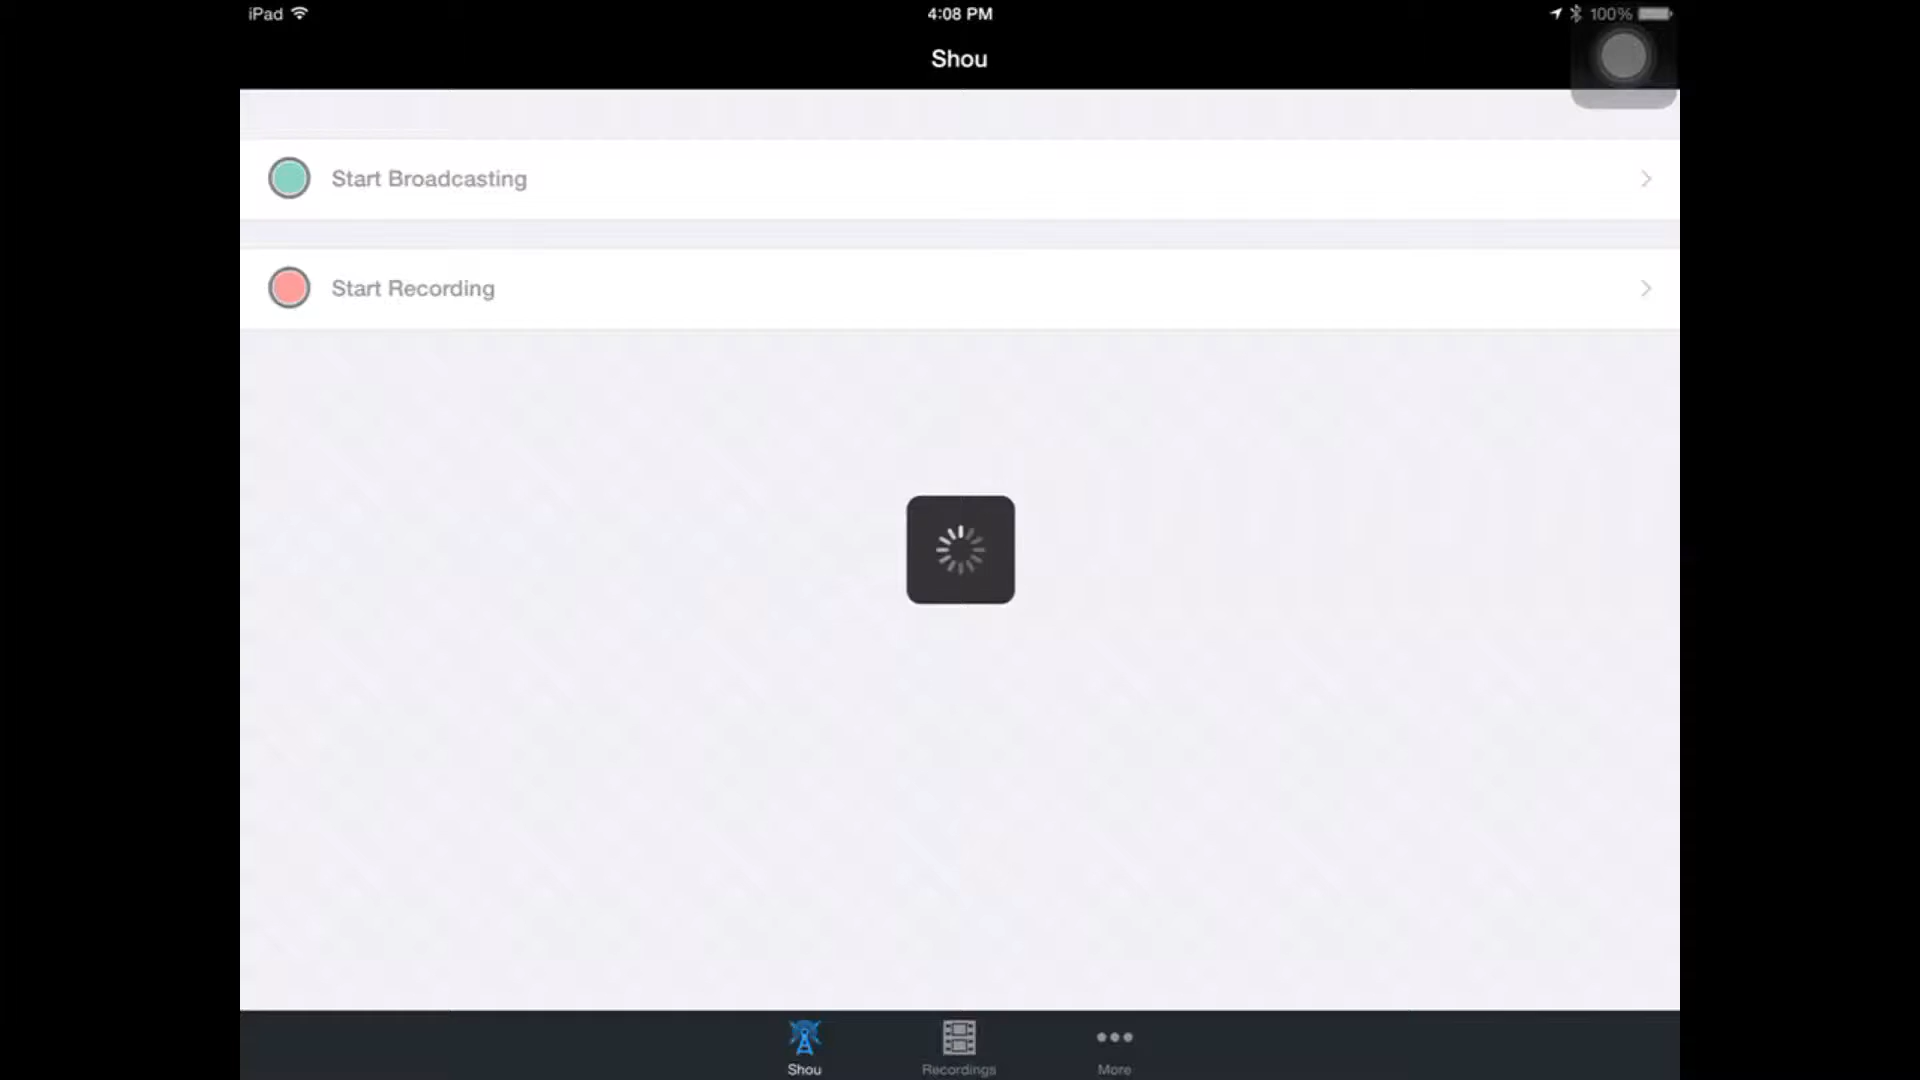 iPad
4:08 PM
100%
Shou
Start Broadcasting
Start Recording
Shou
Recordings
More